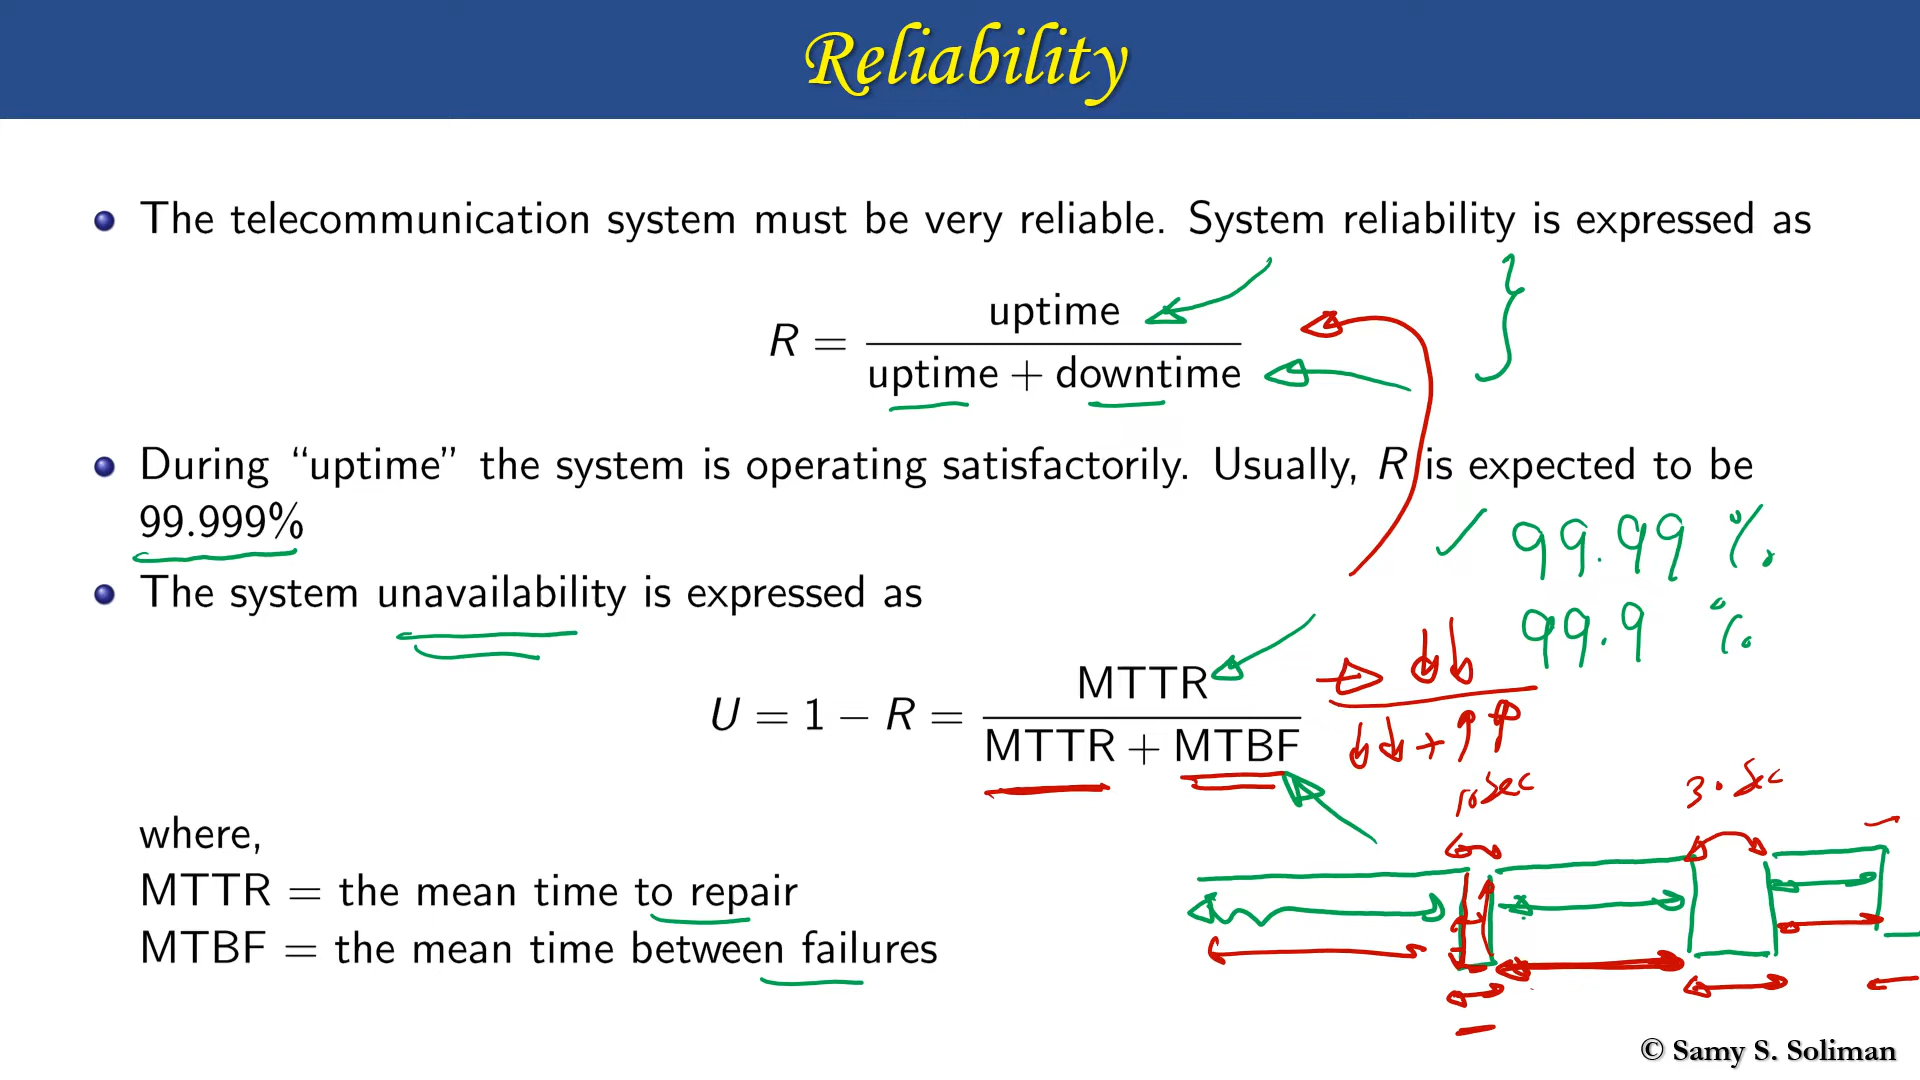 Reliability
The telecommunication system must be very reliable. System reliability is expressed as
R = uptime / uptime + downtime
During “uptime” the system is operating satisfactorily. Usually, R is expected to be
99.999%
99.99 %
The system unavailability is expressed as
99.9 %
U = 1 − R = MTTR / MTTR + MTBF
10 sec
30 sec
where,
MTTR = the mean time to repair
MTBF = the mean time between failures
© Samy S. Soliman